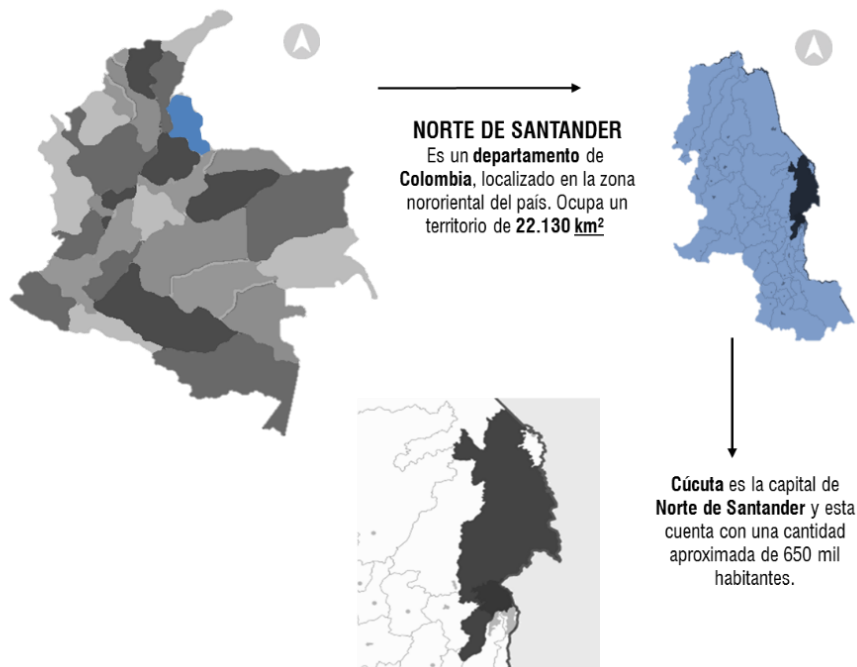 NORTE DE SANTANDER
Es un departamento de
Colombia, localizado en la zona
nororiental del país. Ocupa un
territorio de 22.130 km²
Cúcuta es la capital de
Norte de Santander y esta
cuenta con una cantidad
aproximada de 650 mil
habitantes.